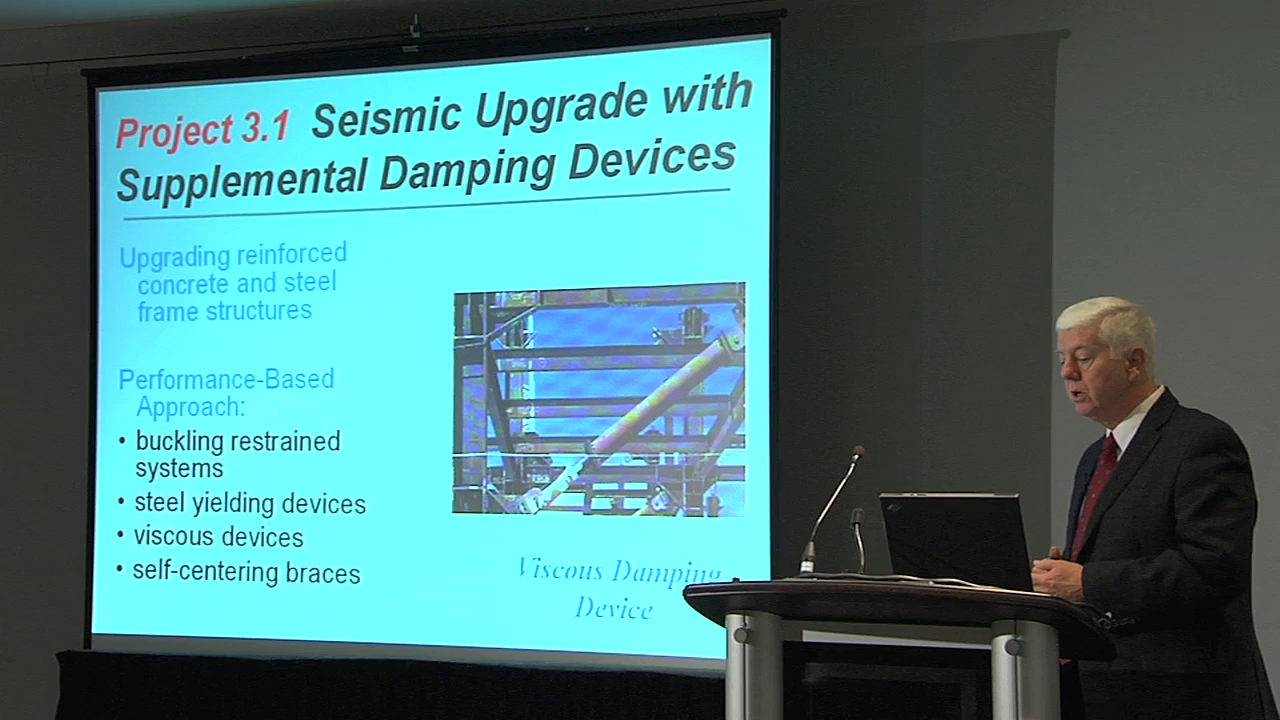 Project 3.1 Seismic Upgrade with
Supplemental Damping Devices
Upgrading reinforced
concrete and steel
frame structures
Performance-Based
Approach:
• buckling restrained
systems
• steel yielding devices
• viscous devices
• self-centering braces
Viscous Damping
Device